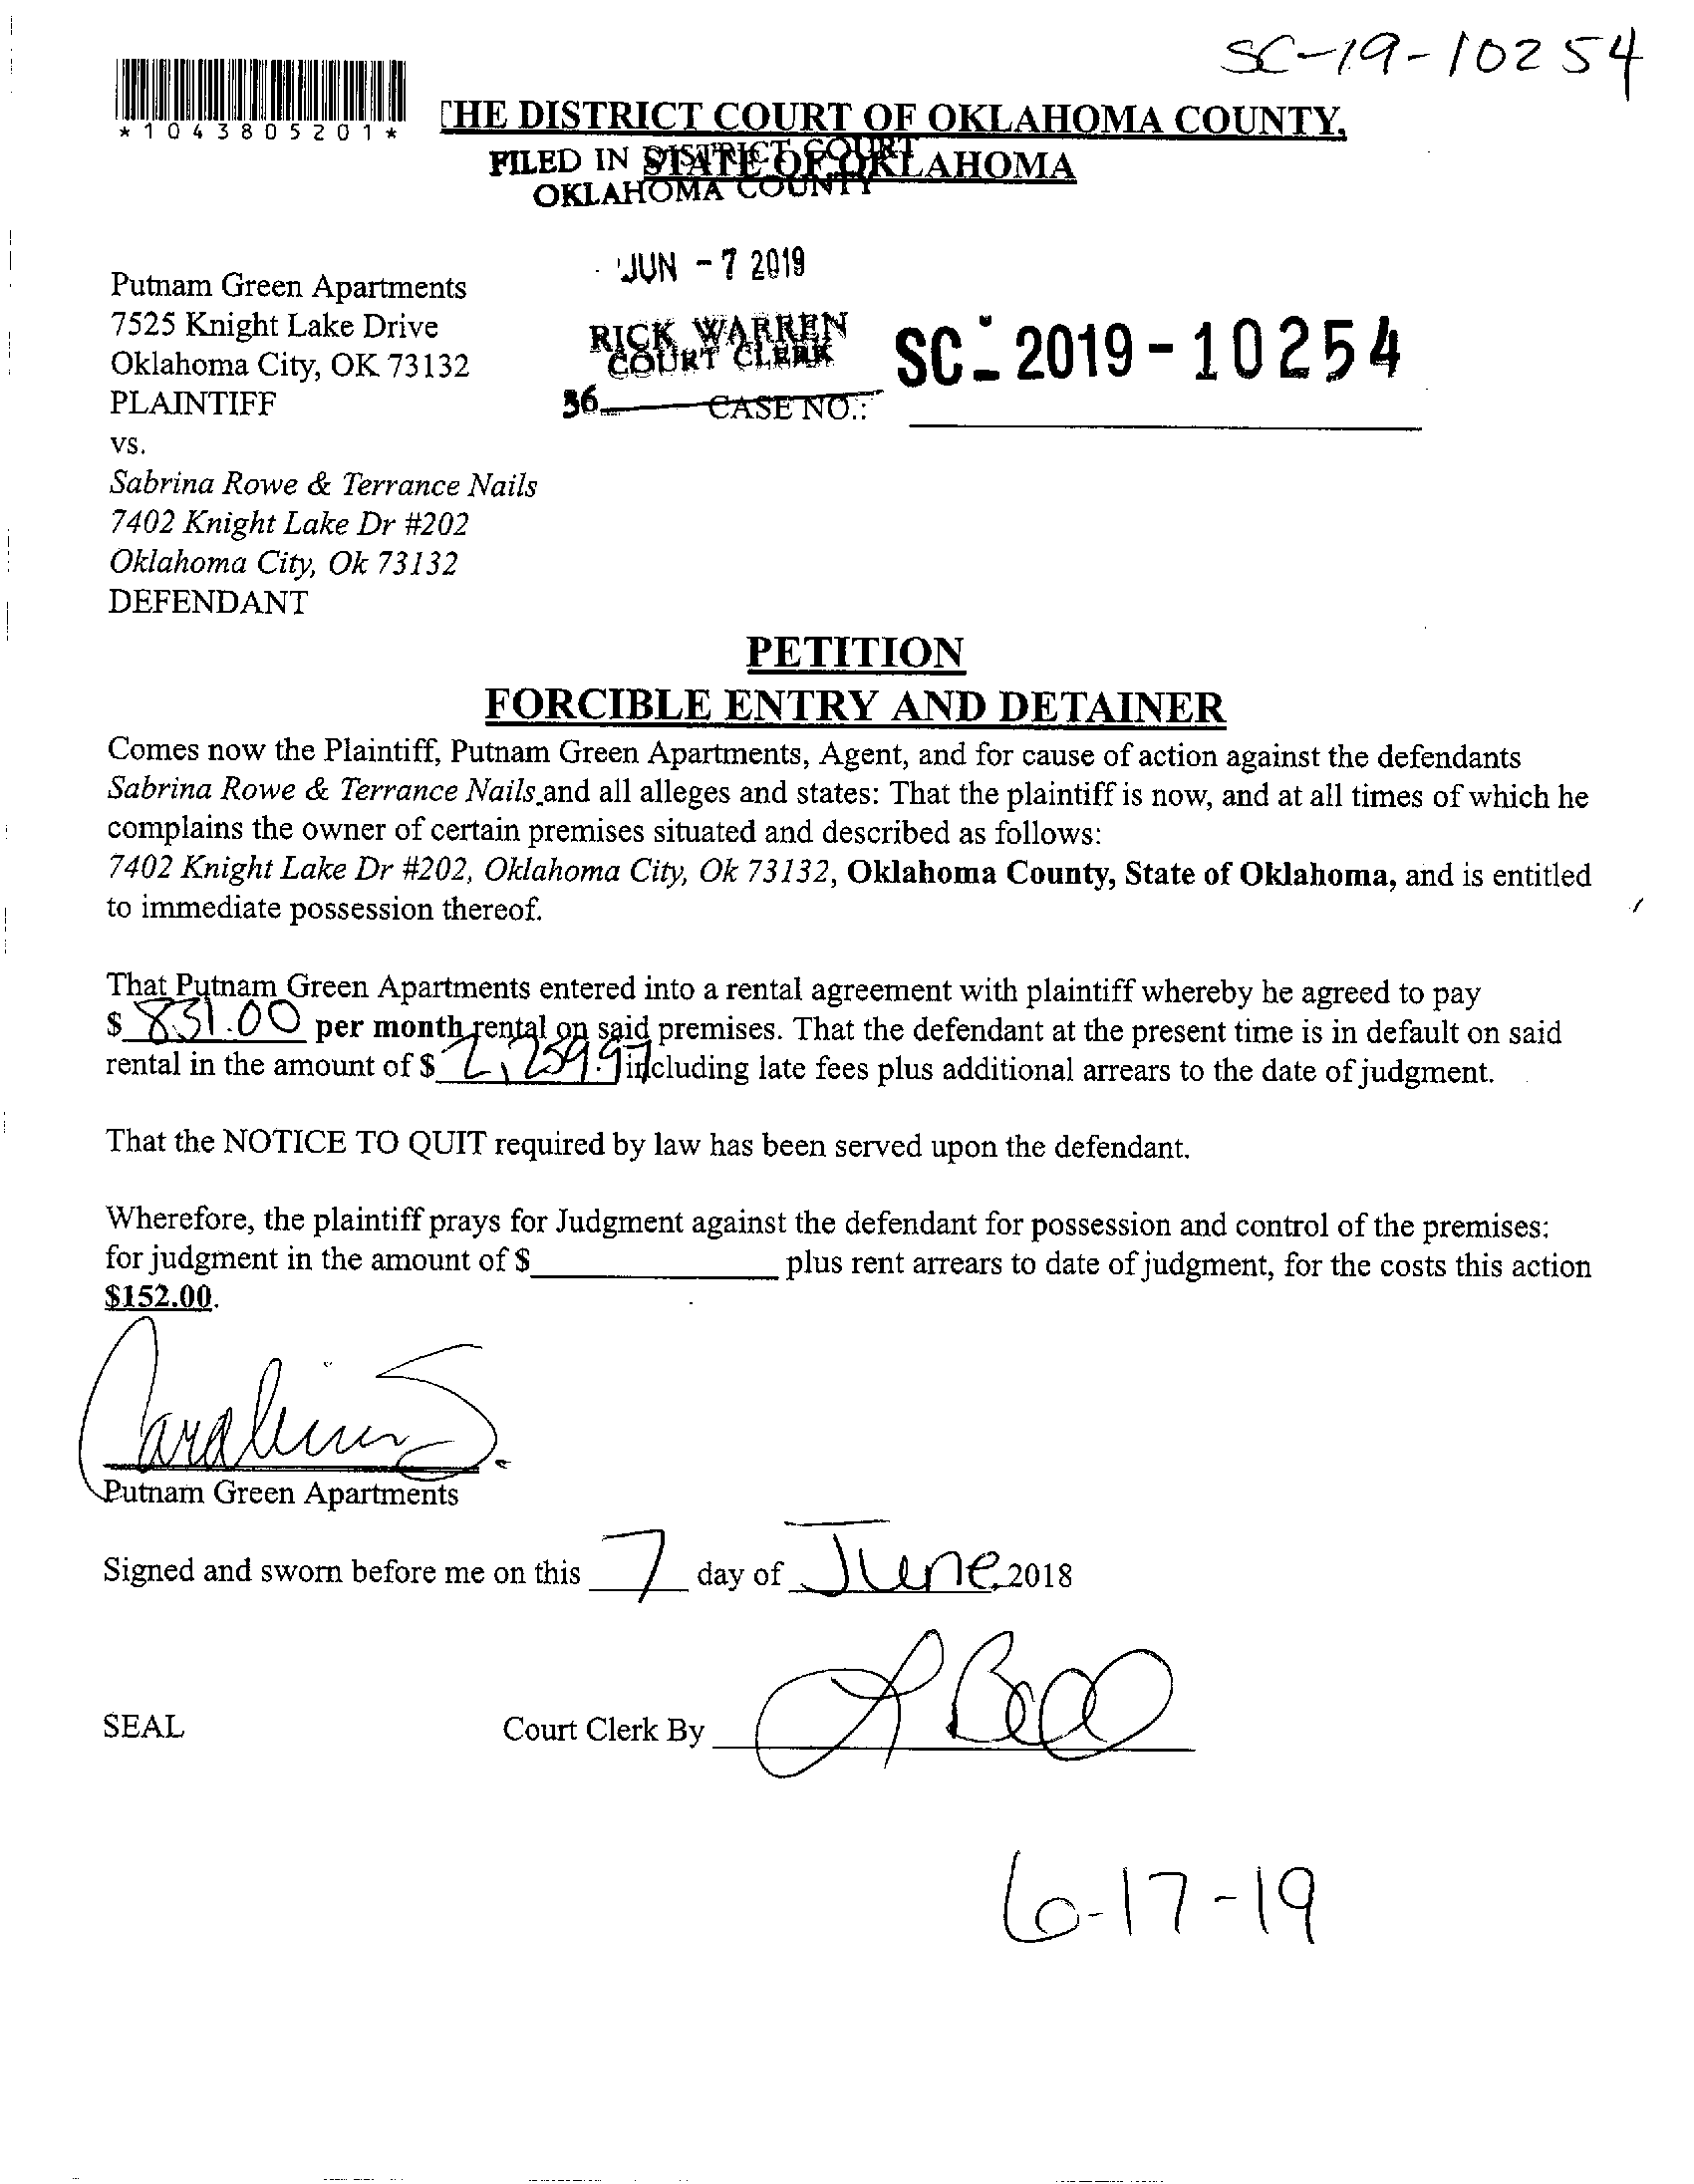 SC-19-10254
*1043805201*
THE DISTRICT COURT OF OKLAHOMA COUNTY,
STATE OF OKLAHOMA
FILED IN DISTRICT COURT
OKLAHOMA COUNTY
JUN - 7 2019
RICK WARREN
COURT CLERK
36
CASE NO.: SC - 2019 - 10254
Putnam Green Apartments
7525 Knight Lake Drive
Oklahoma City, OK 73132
PLAINTIFF
vs.
Sabrina Rowe & Terrance Nails
7402 Knight Lake Dr #202
Oklahoma City, Ok 73132
DEFENDANT
PETITION
FORCIBLE ENTRY AND DETAINER
Comes now the Plaintiff, Putnam Green Apartments, Agent, and for cause of action against the defendants
Sabrina Rowe & Terrance Nails and all alleges and states: That the plaintiff is now, and at all times of which he
complains the owner of certain premises situated and described as follows:
7402 Knight Lake Dr #202, Oklahoma City, Ok 73132, Oklahoma County, State of Oklahoma, and is entitled
to immediate possession thereof.
That Putnam Green Apartments entered into a rental agreement with plaintiff whereby he agreed to pay
$ 831.00 per month rental on said premises. That the defendant at the present time is in default on said
rental in the amount of $ 2,259.97 including late fees plus additional arrears to the date of judgment.
That the NOTICE TO QUIT required by law has been served upon the defendant.
Wherefore, the plaintiff prays for Judgment against the defendant for possession and control of the premises:
for judgment in the amount of $ plus rent arrears to date of judgment, for the costs this action
$152.00.
Putnam Green Apartments
Signed and sworn before me on this 7 day of June, 2018
SEAL
Court Clerk By L Bell
6-17-19